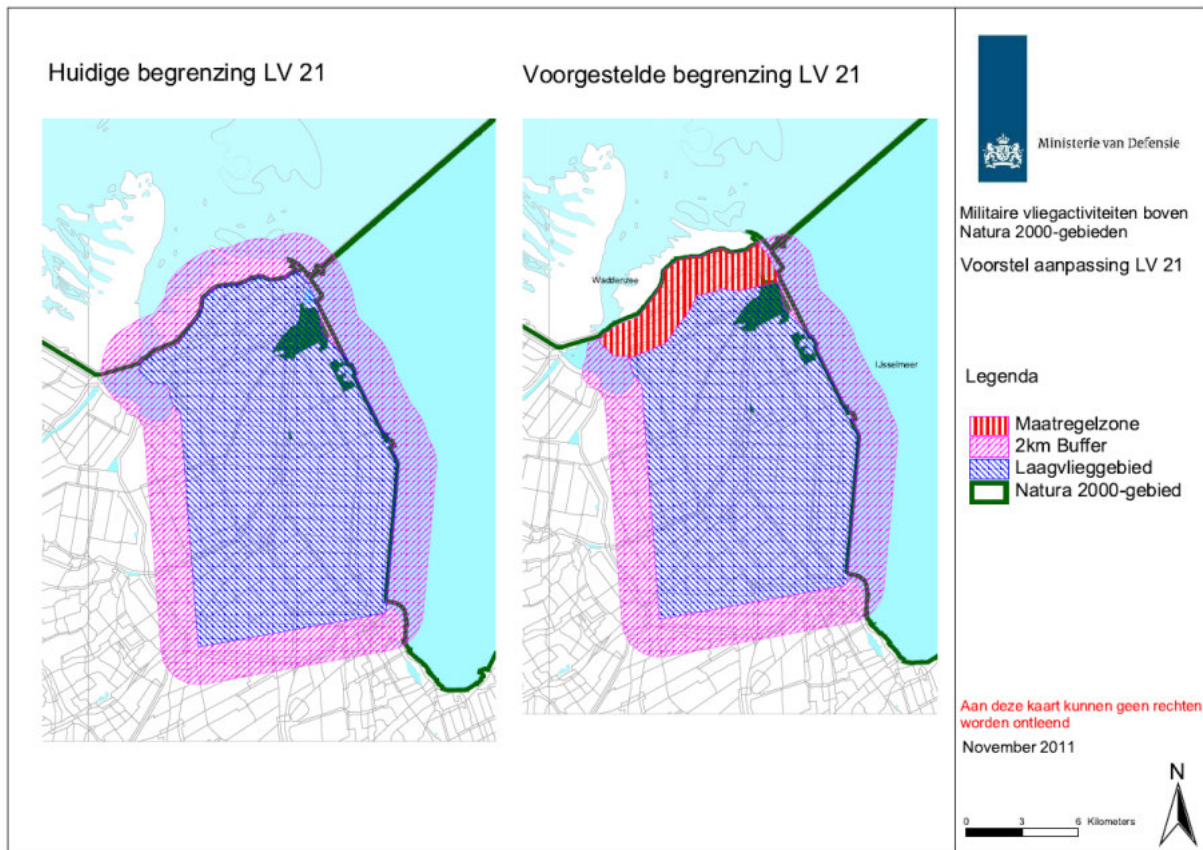 Huidige begrenzing LV 21
Voorgestelde begrenzing LV 21
Waddenzee
IJsselmeer
Ministerie van Defensie
Militaire vliegactiviteiten boven
Natura 2000-gebieden
Voorstel aanpassing LV 21
Legenda
Maatregelzone
2km Buffer
Laagvlieggebied
Natura 2000-gebied
Aan deze kaart kunnen geen rechten
worden ontleend
November 2011
N
0 3 6 Kilometers